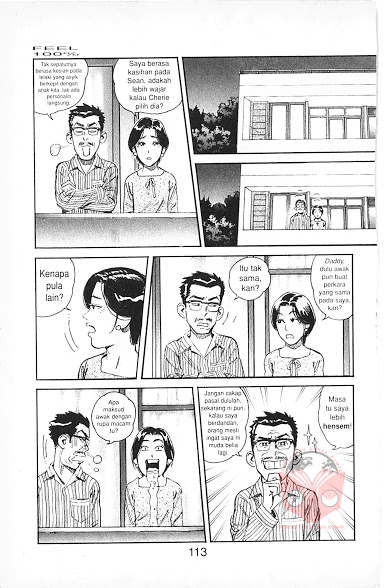 FEEL
100%
Saya berasa
kasihan pada
Sean, adakah
lebih wajar
kalau Cherie
pilih dia?
Tak sepatutnya
berasa kesian pada
lelaki yang asyik
berkepit dengan
anak kita. tak ada
personaliti
langsung.
Daddy,
dulu awak
pun buat
perkara
yang sama
pada saya,
kan?
Itu tak
sama,
kan?
Kenapa
pula
lain?
Masa
tu saya
lebih
hensem!
Jangan cakap
pasal dululah,
sekarang ni pun,
kalau saya
berdandan,
orang mesti
ingat saya ni
muda belia
lagi.
Apa
maksud
awak dengan
rupa macam
tu?
113